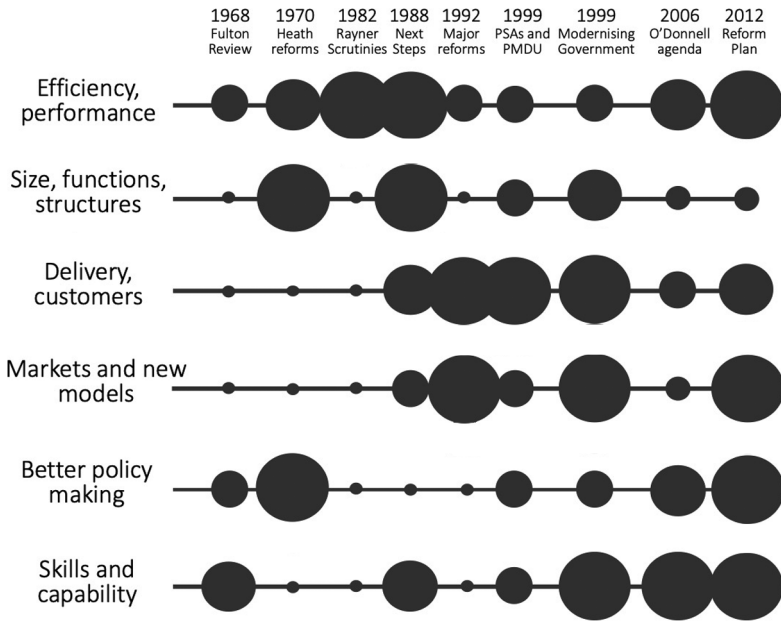 1968 1970 1982 1988 1992 1999 1999 2006 2012
Fulton Heath Rayner Next Major PSAs and Modernising O'Donnell Reform
Review reforms Scrutinies Steps reforms PMDU Government agenda Plan
Efficiency,
performance
Size, functions,
structures
Delivery,
customers
Markets and new
models
Better policy
making
Skills and
capability